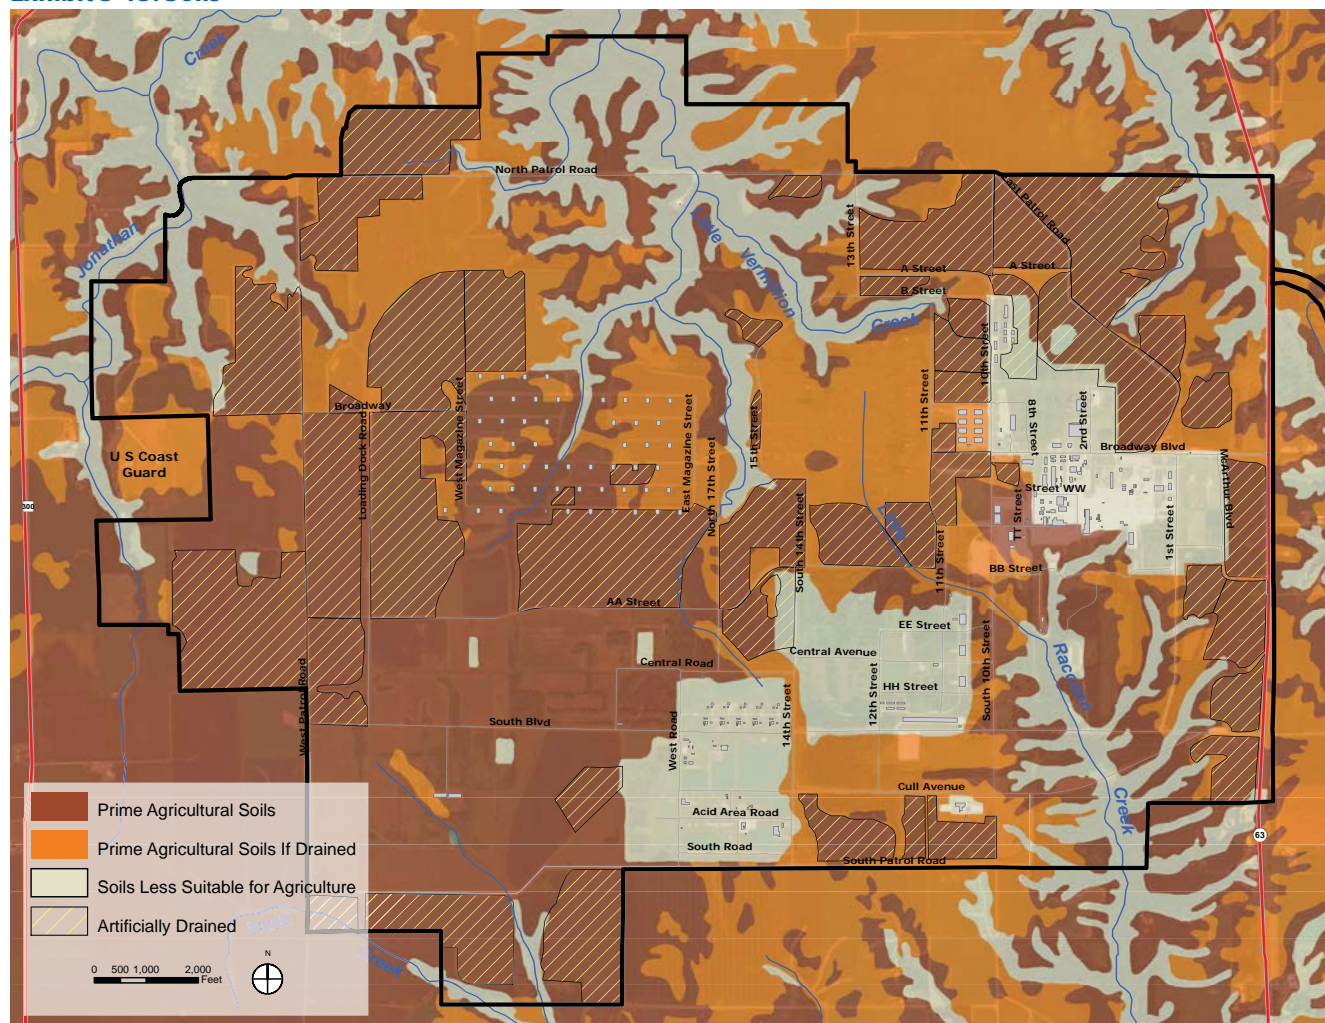 Creek
North Patrol Road
East Patrol Road
Jonathan
Little
Vermillion
Creek
13th Street
A Street
A Street
B Street
10th Street
11th Street
Broadway
West Magazine Street
Loading Dock Road
East Magazine Street
North 17th Street
15th Street
8th Street
2nd Street
Broadway Blvd
McArthur Blvd
U S Coast
Guard
Street WW
TT Street
1st Street
300
Little
South 14th Street
11th Street
BB Street
AA Street
EE Street
Central Avenue
Central Road
HH Street
12th Street
South 10th Street
Raccoon
Creek
West Patrol Road
South Blvd
West Road
14th Street
Cull Avenue
Acid Area Road
South Road
South Patrol Road
63
Prime Agricultural Soils
Prime Agricultural Soils If Drained
Soils Less Suitable for Agriculture
Artificially Drained
Creek
N
0 500 1,000 2,000
Feet